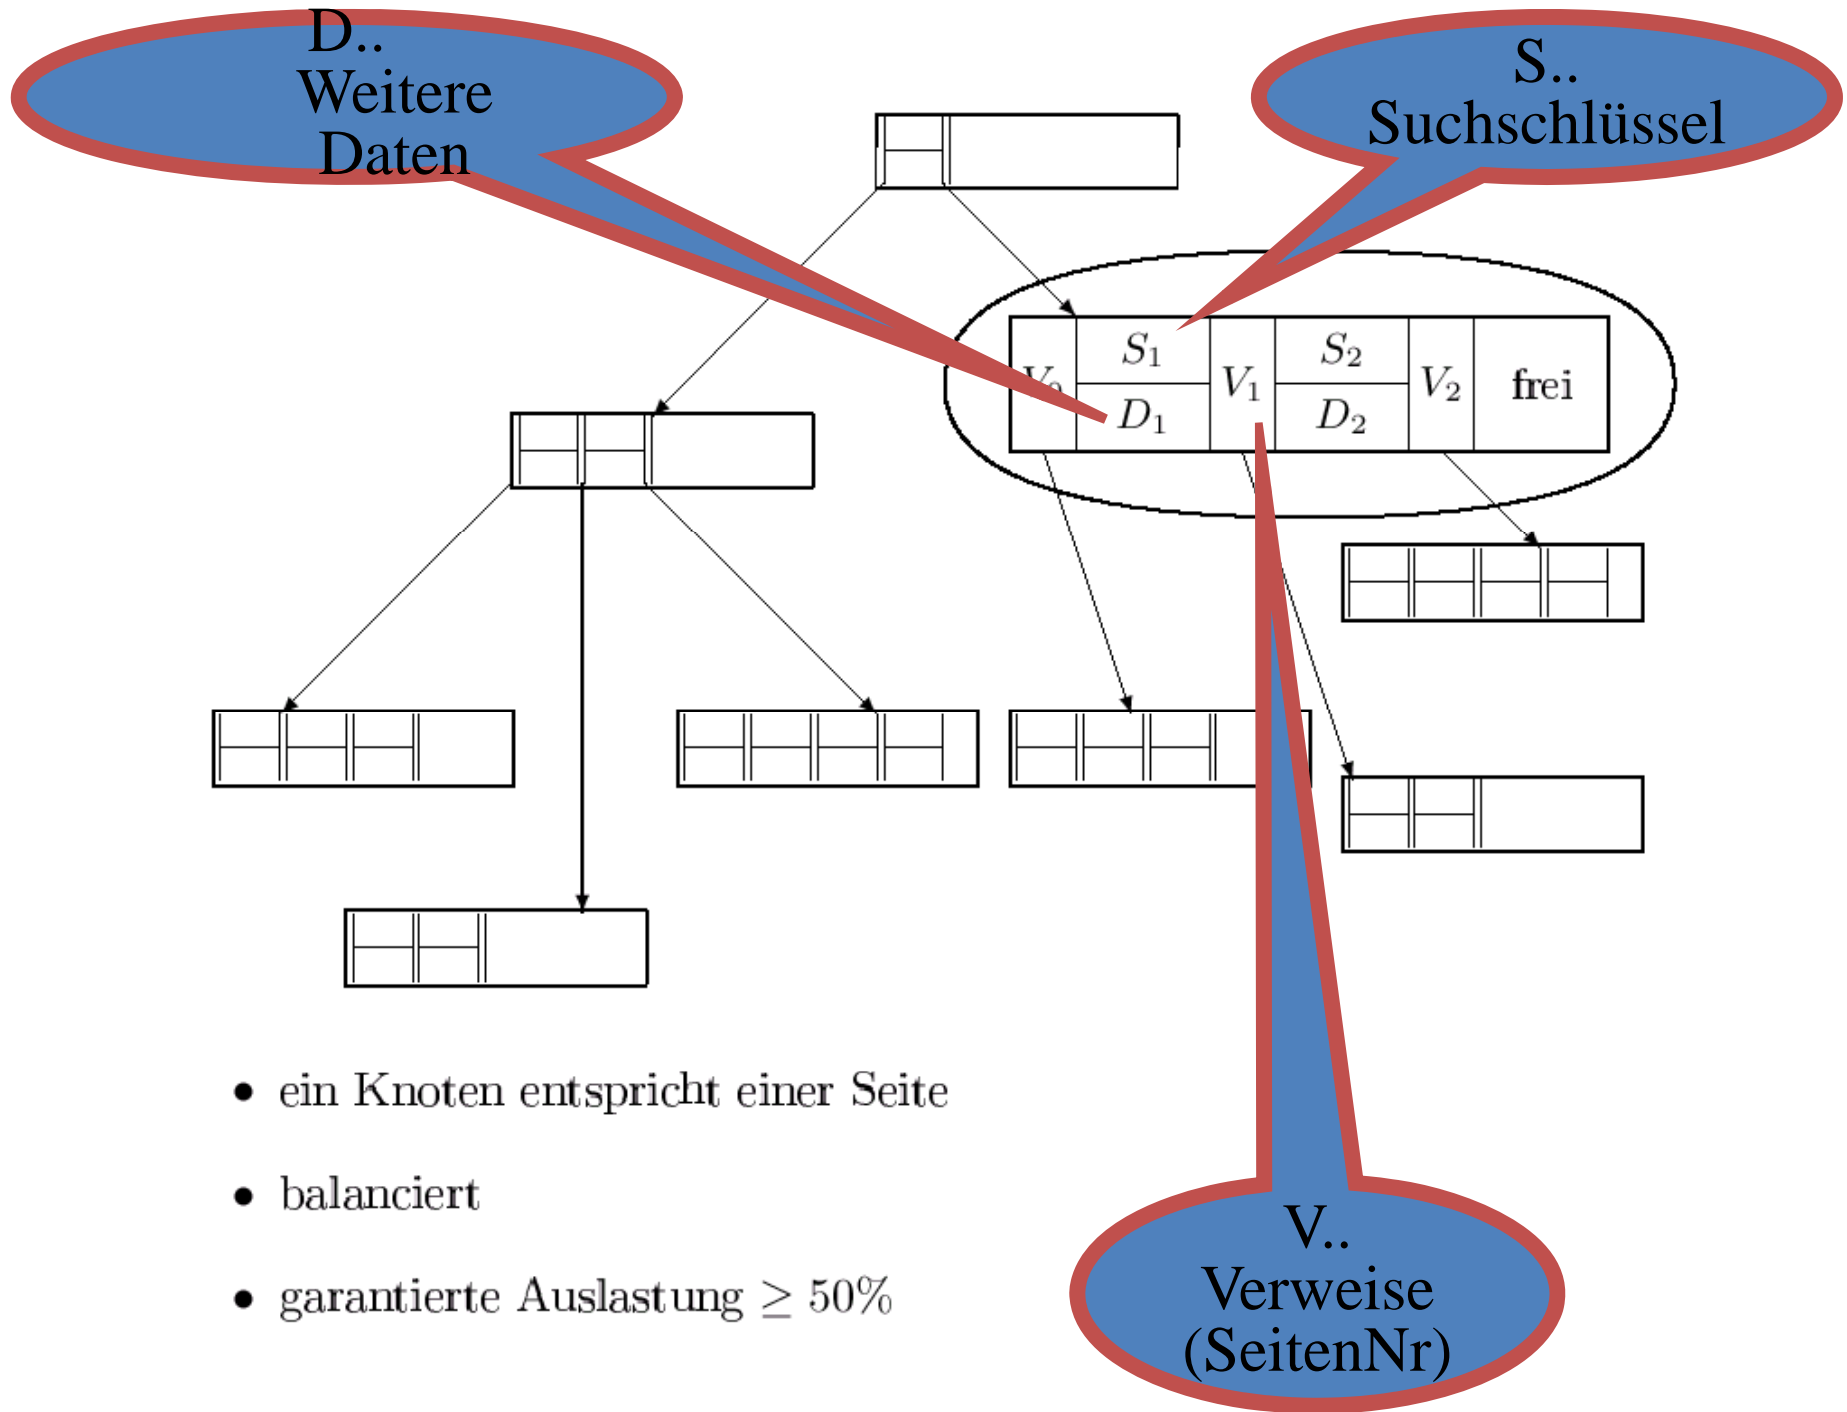 D..
Weitere
Daten
S..
Suchschlüssel
S₁ S₂
V₁ V₂ frei
D₁ D₂
• ein Knoten entspricht einer Seite
• balanciert
• garantierte Auslastung ≥ 50%
V..
Verweise
(SeitenNr)